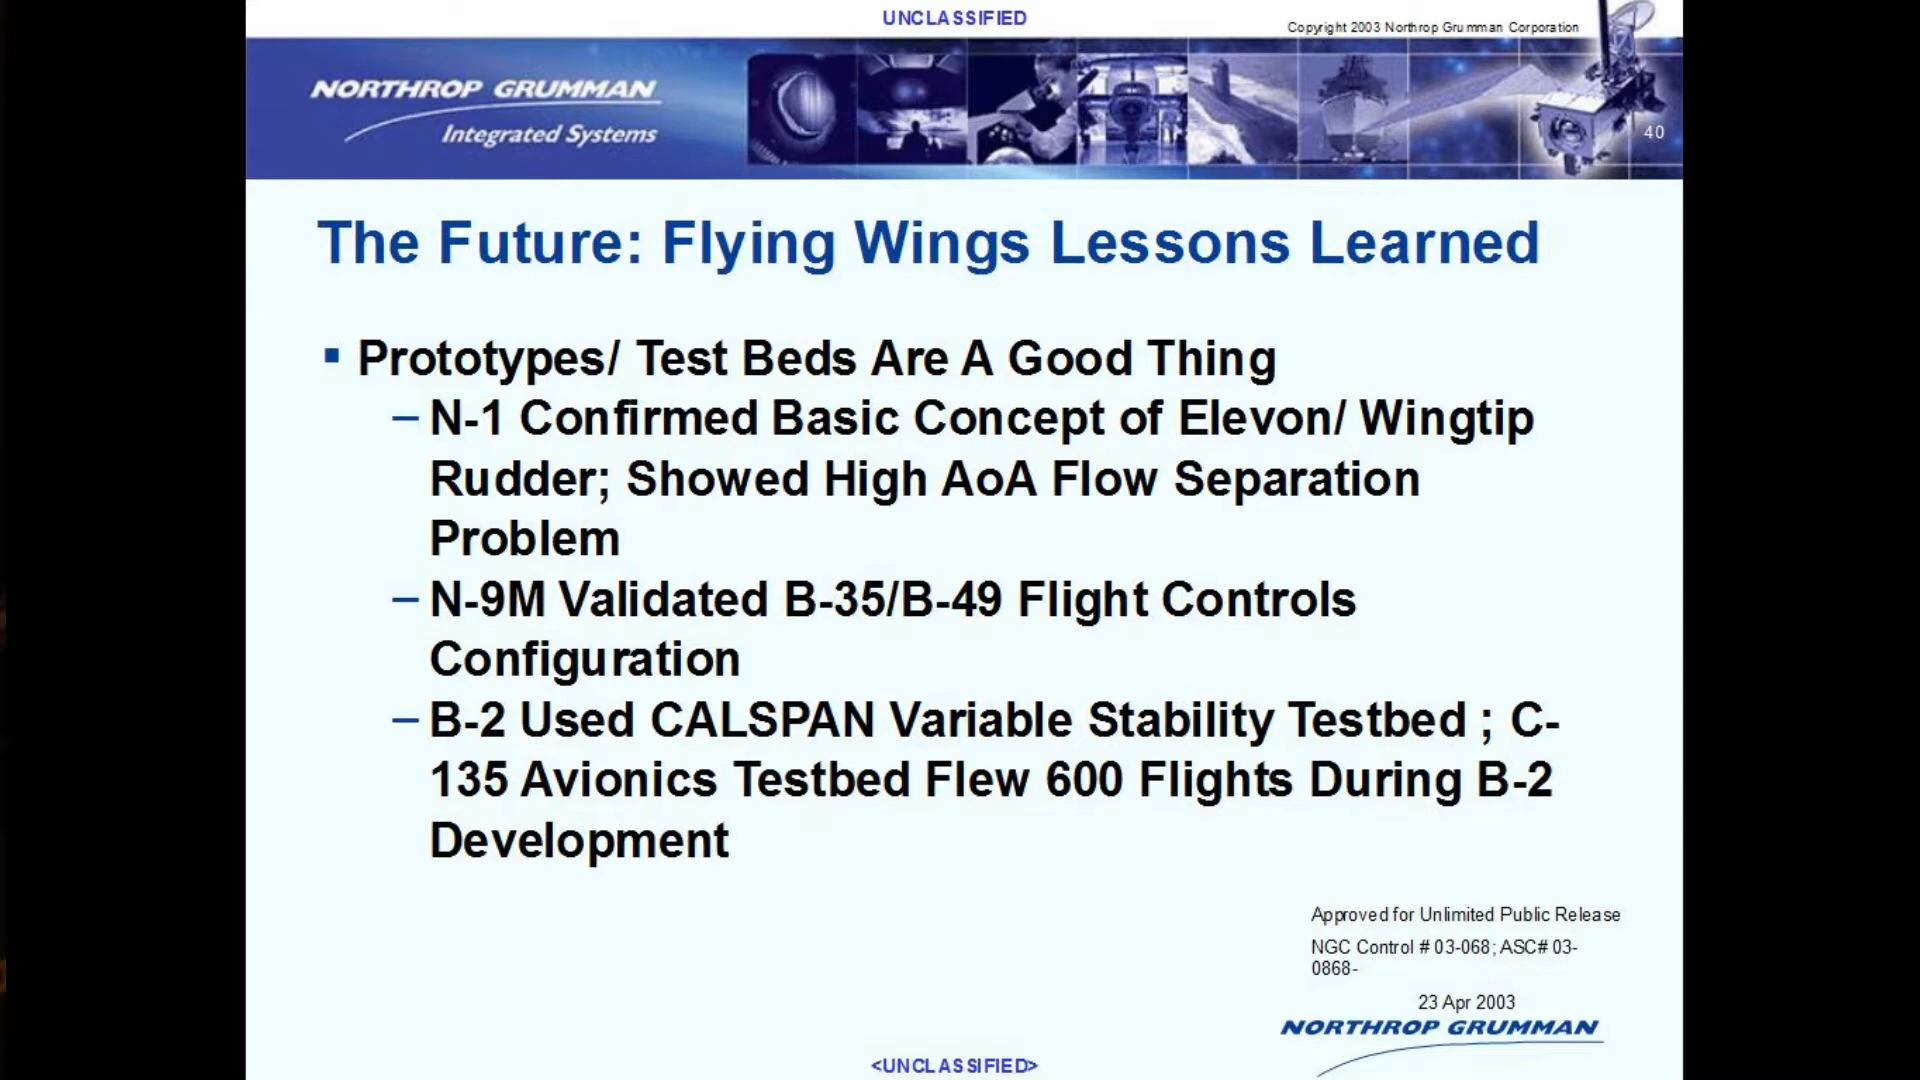 UNCLASSIFIED
Copyright 2003 Northrop Grumman Corporation
NORTHROP GRUMMAN
Integrated Systems
40
The Future: Flying Wings Lessons Learned
▪ Prototypes/ Test Beds Are A Good Thing
– N-1 Confirmed Basic Concept of Elevon/ Wingtip
Rudder; Showed High AoA Flow Separation
Problem
– N-9M Validated B-35/B-49 Flight Controls
Configuration
– B-2 Used CALSPAN Variable Stability Testbed ; C-
135 Avionics Testbed Flew 600 Flights During B-2
Development
Approved for Unlimited Public Release
NGC Control # 03-068; ASC# 03-
0868-
23 Apr 2003
NORTHROP GRUMMAN
<UNCLASSIFIED>